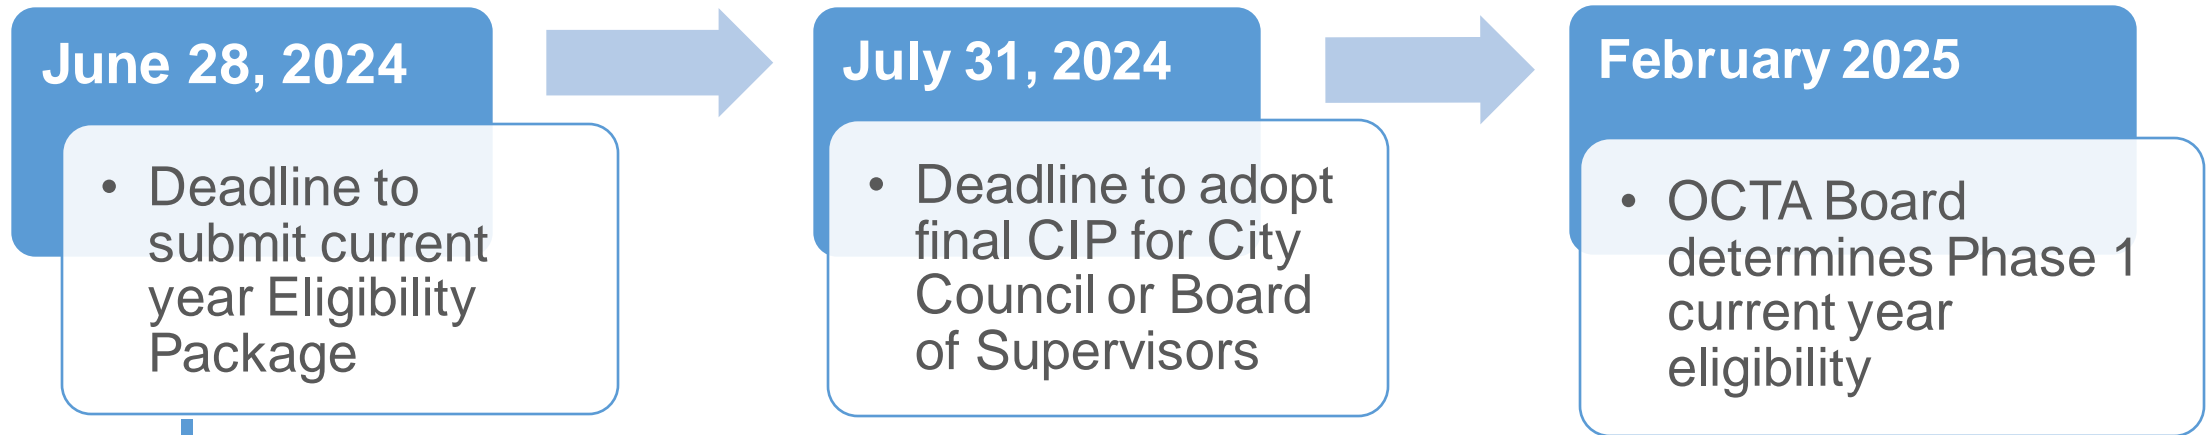 June 28, 2024
• Deadline to
submit current
year Eligibility
Package
July 31, 2024
• Deadline to adopt
final CIP for City
Council or Board
of Supervisors
February 2025
• OCTA Board
determines Phase 1
current year
eligibility